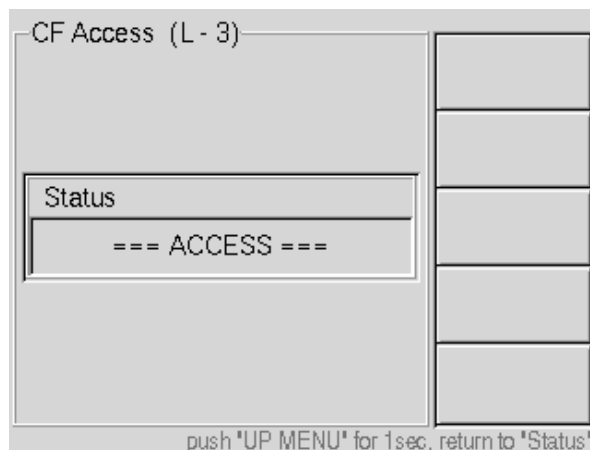 CF Access (L - 3)
Status
=== ACCESS ===
push "UP MENU" for 1sec, return to "Status"